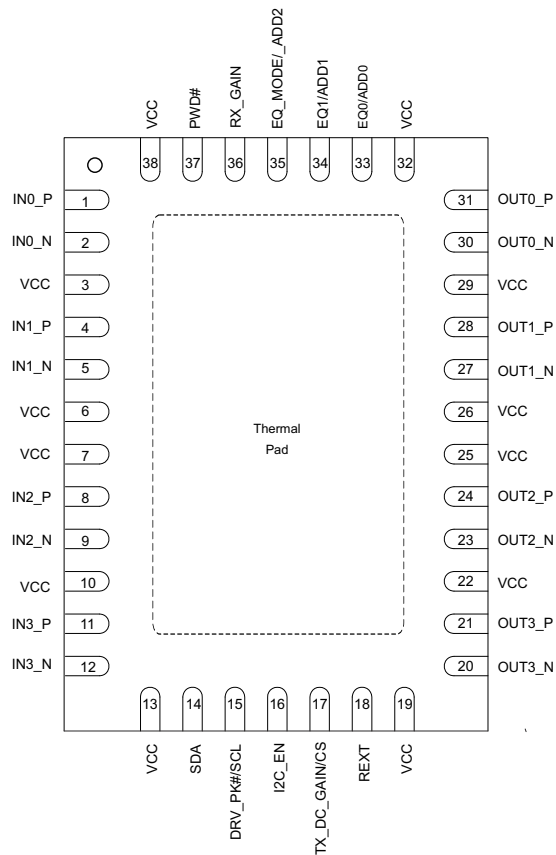 VCC
PWD#
RX_GAIN
EQ_MODE/_ADD2
EQ1/ADD1
EQ0/ADD0
VCC
38
37
36
35
34
33
32
IN0_P 1
IN0_N 2
VCC 3
IN1_P 4
IN1_N 5
VCC 6
VCC 7
IN2_P 8
IN2_N 9
VCC 10
IN3_P 11
IN3_N 12
Thermal
Pad
31 OUT0_P
30 OUT0_N
29 VCC
28 OUT1_P
27 OUT1_N
26 VCC
25 VCC
24 OUT2_P
23 OUT2_N
22 VCC
21 OUT3_P
20 OUT3_N
13
14
15
16
17
18
19
VCC
SDA
DRV_PK#/SCL
I2C_EN
TX_DC_GAIN/CS
REXT
VCC